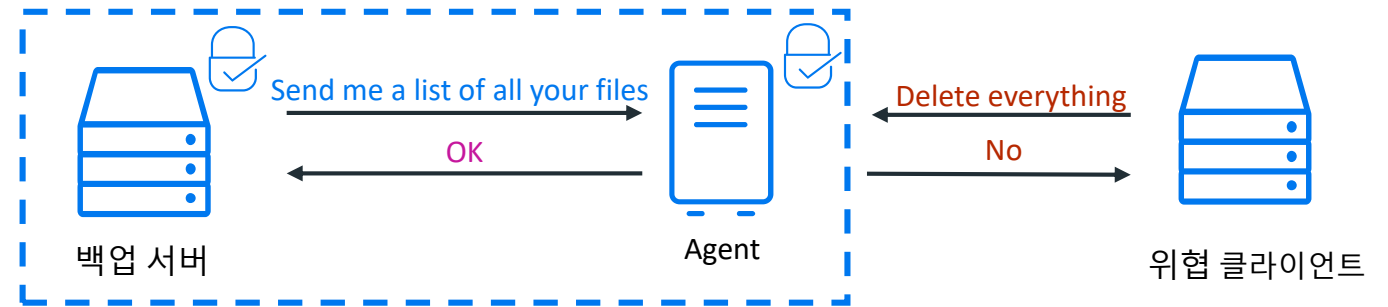 Send me a list of all your files
OK
Delete everything
No
백업 서버
Agent
위협 클라이언트